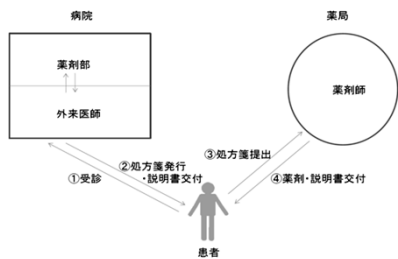 病院
薬局
薬剤部
薬剤師
外来医師
③処方箋提出
②処方箋発行
・説明書交付
①受診
④薬剤・説明書交付
患者